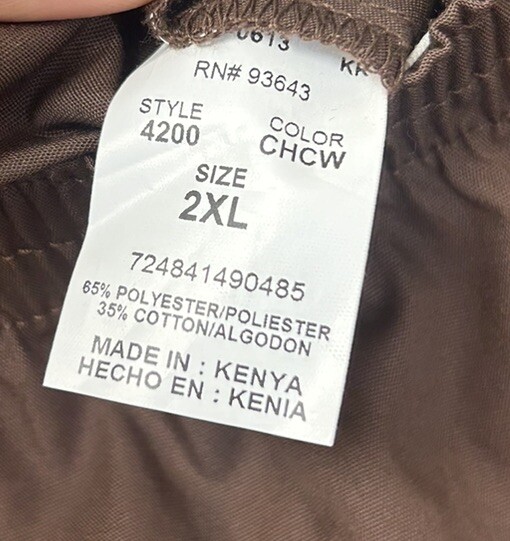 0613
RN# 93643
STYLE
4200
COLOR
CHCW
SIZE
2XL
724841490485
65% POLYESTER/POLIESTER
35% COTTON/ALGODON
MADE IN : KENYA
HECHO EN : KENIA